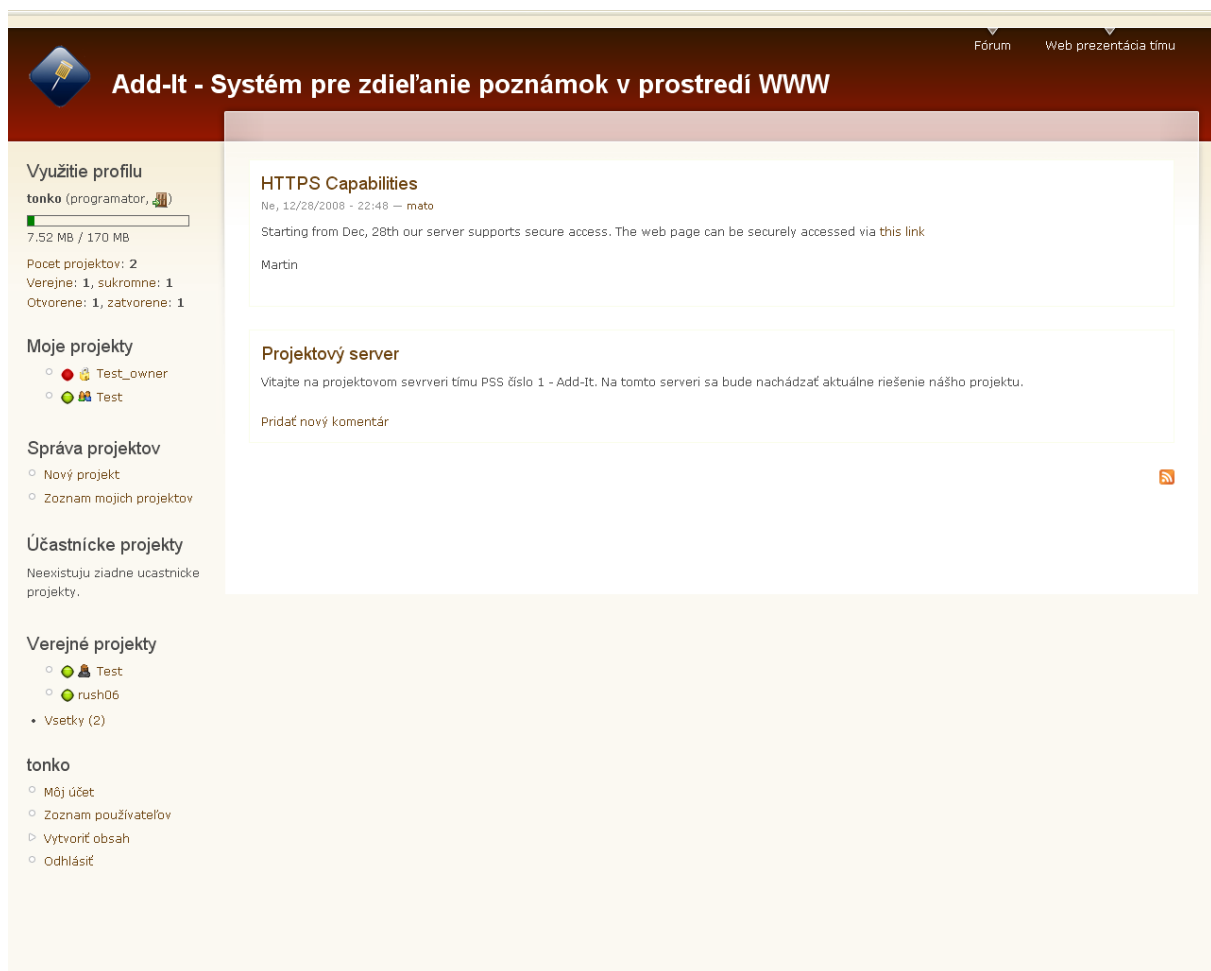 Fórum
Web prezentácia tímu
Add-It - Systém pre zdieľanie poznámok v prostredí WWW
Využitie profilu
tonko (programator, )
7.52 MB / 170 MB
Pocet projektov: 2
Verejne: 1, sukromne: 1
Otvorene: 1, zatvorene: 1
Moje projekty
Test_owner
Test
Správa projektov
Nový projekt
Zoznam mojich projektov
Účastnícke projekty
Neexistuju ziadne ucastnicke
projekty.
Verejné projekty
Test
rush06
Vsetky (2)
tonko
Môj účet
Zoznam používateľov
Vytvoriť obsah
Odhlásiť
HTTPS Capabilities
Ne, 12/28/2008 - 22:48 — mato
Starting from Dec, 28th our server supports secure access. The web page can be securely accessed via this link
Martin
Projektový server
Vitajte na projektovom sevrveri tímu PSS číslo 1 - Add-It. Na tomto serveri sa bude nachádzať aktuálne riešenie nášho projektu.
Pridať nový komentár